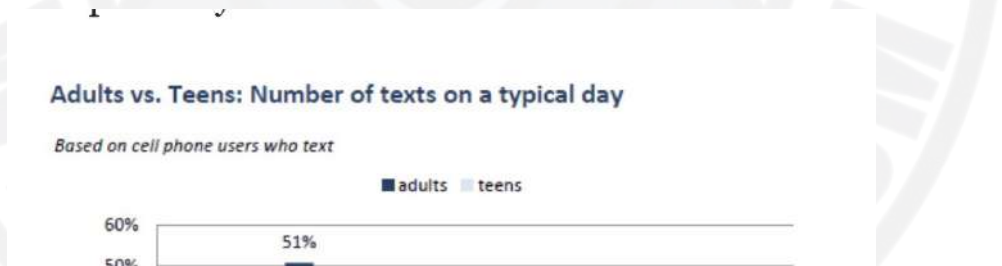 Adults vs. Teens: Number of texts on a typical day
Based on cell phone users who text
adults teens
60%
51%
50%